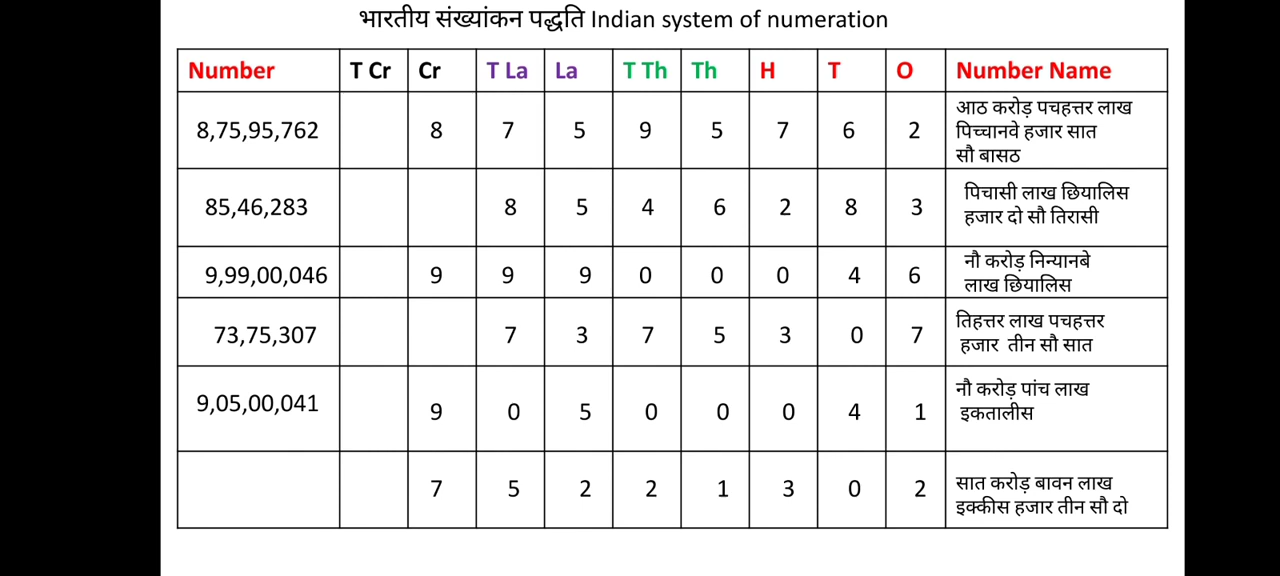 भारतीय संख्यांकन पद्धति Indian system of numeration
Number T Cr Cr T La La T Th Th H T O Number Name
8,75,95,762 8 7 5 9 5 7 6 2 आठ करोड़ पचहत्तर लाख
पिच्चानवे हजार सात
सौ बासठ
85,46,283 8 5 4 6 2 8 3 पिचासी लाख छियालिस
हजार दो सौ तिरासी
9,99,00,046 9 9 9 0 0 0 4 6 नौ करोड़ निन्यानबे
लाख छियालिस
73,75,307 7 3 7 5 3 0 7 तिहत्तर लाख पचहत्तर
हजार तीन सौ सात
9,05,00,041 9 0 5 0 0 0 4 1 नौ करोड़ पांच लाख
इकतालीस
7 5 2 2 1 3 0 2 सात करोड़ बावन लाख
इक्कीस हजार तीन सौ दो